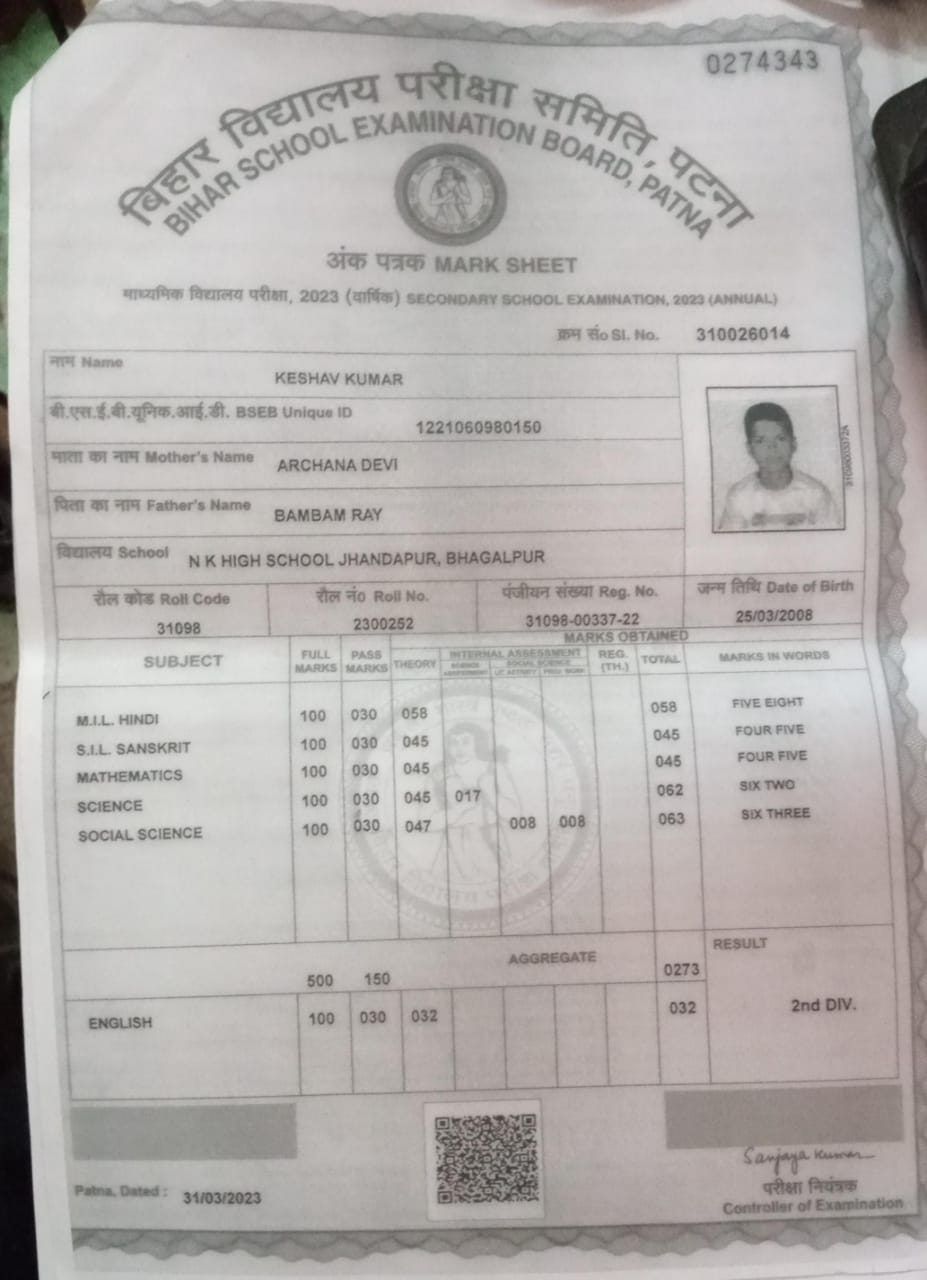 0274343
बिहार विद्यालय परीक्षा समिति, पटना
BIHAR SCHOOL EXAMINATION BOARD, PATNA
अंक पत्रक MARK SHEET
माध्यमिक विद्यालय परीक्षा, 2023 (वार्षिक) SECONDARY SCHOOL EXAMINATION, 2023 (ANNUAL)
क्रम सं० Sl. No. 310026014
नाम Name KESHAV KUMAR
बी.एस.ई.बी.यूनिक.आई.डी. BSEB Unique ID 1221060980150
माता का नाम Mother's Name ARCHANA DEVI
पिता का नाम Father's Name BAMBAM RAY
विद्यालय School N K HIGH SCHOOL JHANDAPUR, BHAGALPUR
रौल कोड Roll Code रौल नं० Roll No. पंजीयन संख्या Reg. No. जन्म तिथि Date of Birth
31098 2300252 31098-00337-22 25/03/2008
MARKS OBTAINED
SUBJECT FULL MARKS PASS MARKS THEORY INTERNAL ASSESSMENT REG. (TH.) TOTAL MARKS IN WORDS
SCIENCE SOCIAL SCIENCE
M.I.L. HINDI 100 030 058 058 FIVE EIGHT
S.I.L. SANSKRIT 100 030 045 045 FOUR FIVE
MATHEMATICS 100 030 045 045 FOUR FIVE
SCIENCE 100 030 045 017 062 SIX TWO
SOCIAL SCIENCE 100 030 047 008 008 063 SIX THREE
500 150 AGGREGATE 0273 RESULT
ENGLISH 100 030 032 032 2nd DIV.
Sanjaya Kumar
परीक्षा नियंत्रक
Patna, Dated : 31/03/2023 Controller of Examination